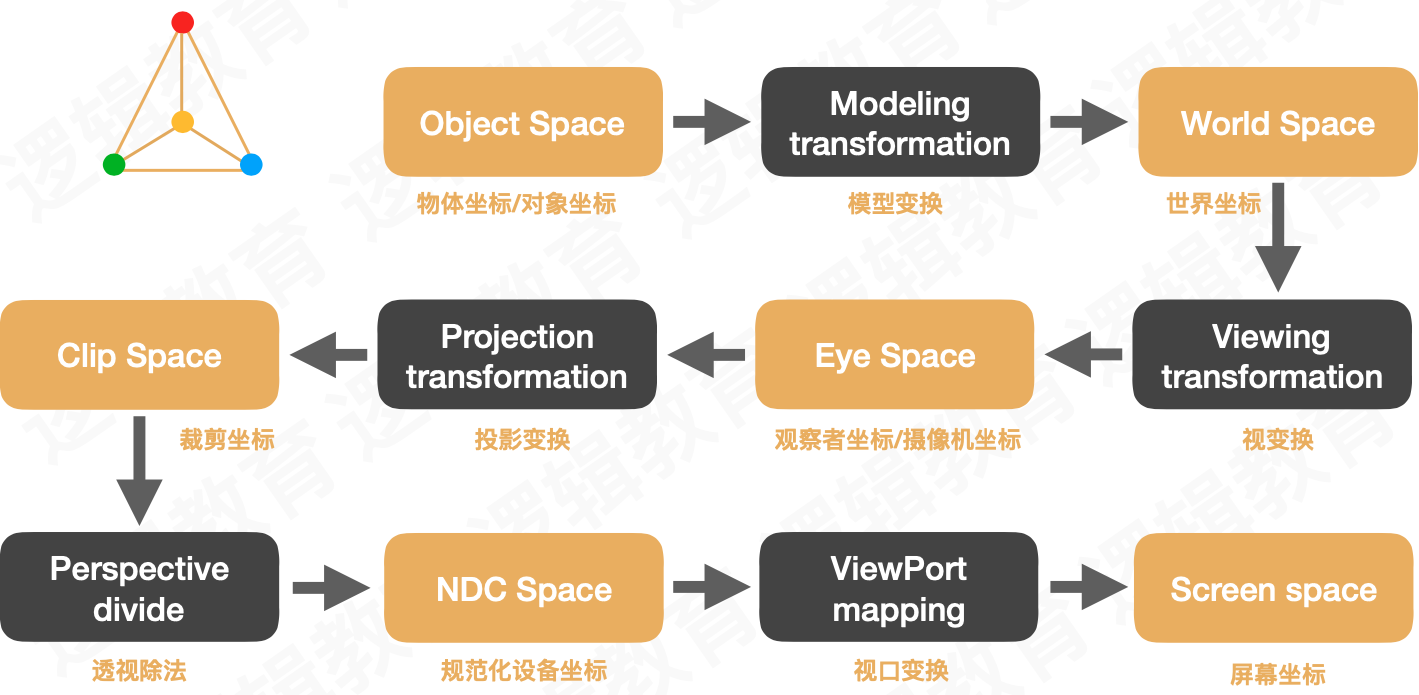 Object Space
Modeling
transformation
World Space
物体坐标/对象坐标
模型变换
世界坐标
Clip Space
Projection
transformation
Eye Space
Viewing
transformation
裁剪坐标
投影变换
观察者坐标/摄像机坐标
视变换
Perspective
divide
NDC Space
ViewPort
mapping
Screen space
透视除法
规范化设备坐标
视口变换
屏幕坐标
逻辑教育